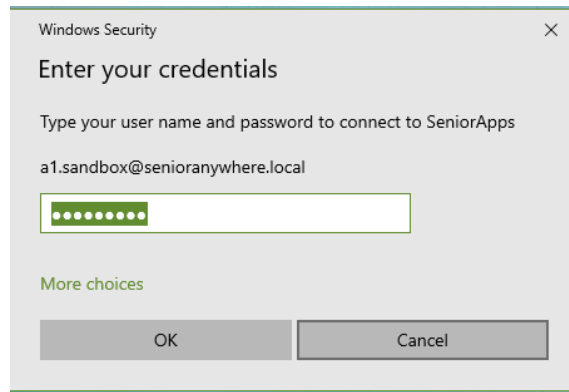 Windows Security
Enter your credentials
Type your user name and password to connect to SeniorApps
a1.sandbox@senioranywhere.local
●●●●●●●●●
More choices
OK
Cancel